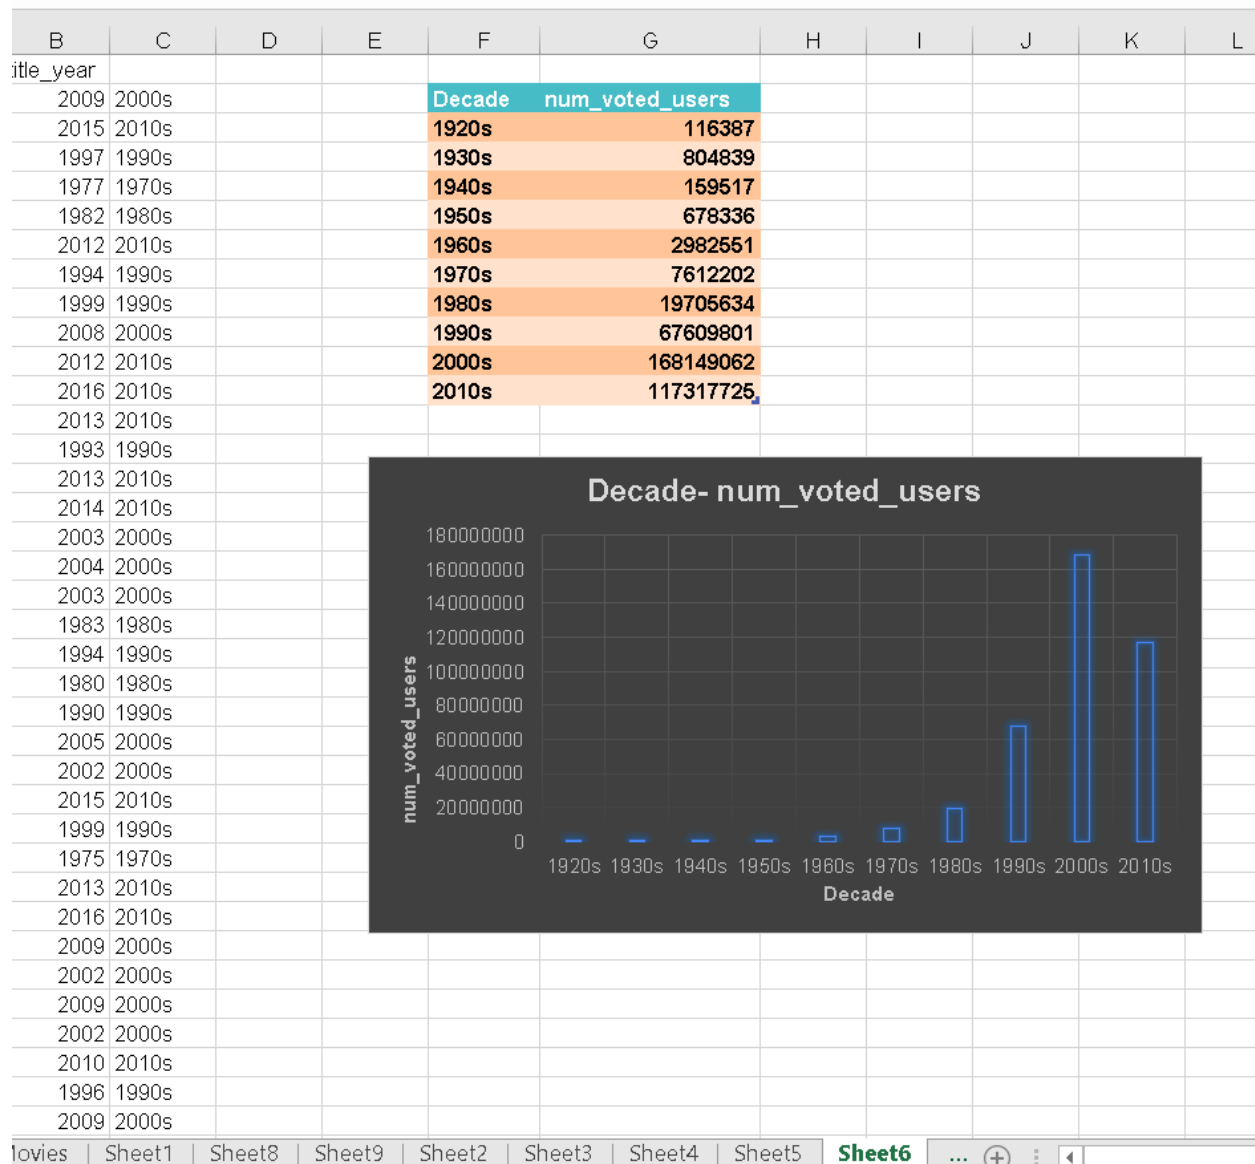 B C D E F G H I J K L
title_year
2009 2000s Decade num_voted_users
2015 2010s 1920s 116387
1997 1990s 1930s 804839
1977 1970s 1940s 159517
1982 1980s 1950s 678336
2012 2010s 1960s 2982551
1994 1990s 1970s 7612202
1999 1990s 1980s 19705634
2008 2000s 1990s 67609801
2012 2010s 2000s 168149062
2016 2010s 2010s 117317725
2013 2010s
1993 1990s
2013 2010s
2014 2010s
2003 2000s
2004 2000s
2003 2000s
1983 1980s
1994 1990s
1980 1980s
1990 1990s
2005 2000s
2002 2000s
2015 2010s
1999 1990s
1975 1970s
2013 2010s
2016 2010s
2009 2000s
2002 2000s
2009 2000s
2002 2000s
2010 2010s
1996 1990s
2009 2000s
Decade- num_voted_users
180000000
160000000
140000000
120000000
100000000
80000000
60000000
40000000
20000000
0
num_voted_users
1920s 1930s 1940s 1950s 1960s 1970s 1980s 1990s 2000s 2010s
Decade
Movies Sheet1 Sheet8 Sheet9 Sheet2 Sheet3 Sheet4 Sheet5 Sheet6 ...